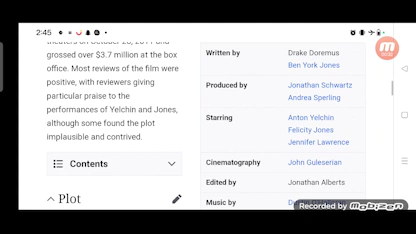 2:45
theaters on October 28, 2011 and
grossed over $3.7 million at the box
office. Most reviews of the film were
positive, with reviewers giving
particular praise to the
performances of Yelchin and Jones,
although some found the plot
implausible and contrived.
Contents
Plot
Written by Drake Doremus
Ben York Jones
Produced by Jonathan Schwartz
Andrea Sperling
Starring Anton Yelchin
Felicity Jones
Jennifer Lawrence
Cinematography John Guleserian
Edited by Jonathan Alberts
Music by
Recorded by Mobizen